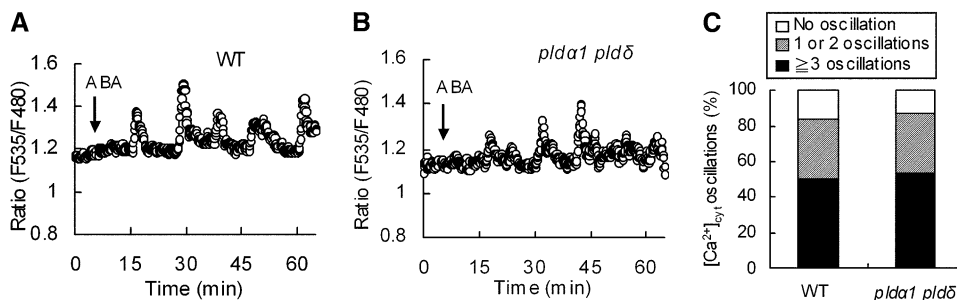 A
WT
Ratio (F535/F480)
1.6
1.4
1.2
1
0.8
ABA
0 15 30 45 60
Time (min)
B
pldα1 pldδ
Ratio (F535/F480)
1.6
1.4
1.2
1
0.8
ABA
0 15 30 45 60
Time (min)
C
No oscillation
1 or 2 oscillations
≧3 oscillations
[Ca²⁺]cyt oscillations (%)
100
80
60
40
20
0
WT pldα1 pldδ